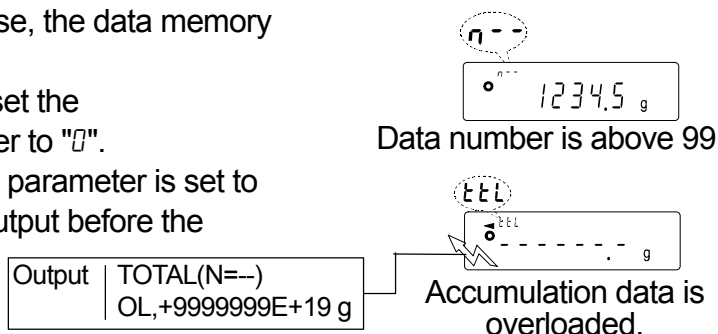 se, the data memory
set the
er to "0".
parameter is set to
utput before the
Output TOTAL(N=--)
OL,+9999999E+19 g
n--
n--
1234.5 g
Data number is above 99
ttl
ttl
- - - - - -.- g
Accumulation data is
overloaded.